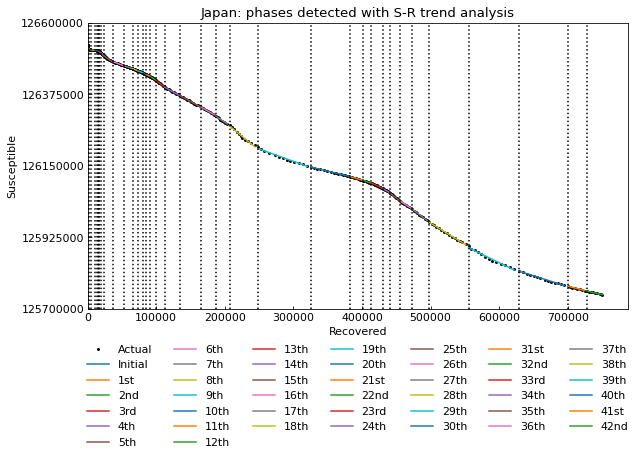 Japan: phases detected with S-R trend analysis
126600000
126375000
126150000
125925000
125700000
Susceptible
0 100000 200000 300000 400000 500000 600000 700000
Recovered
Actual 6th 13th 19th 25th 31st 37th
Initial 7th 14th 20th 26th 32nd 38th
1st 8th 15th 21st 27th 33rd 39th
2nd 9th 16th 22nd 28th 34th 40th
3rd 10th 17th 23rd 29th 35th 41st
4th 11th 18th 24th 30th 36th 42nd
5th 12th